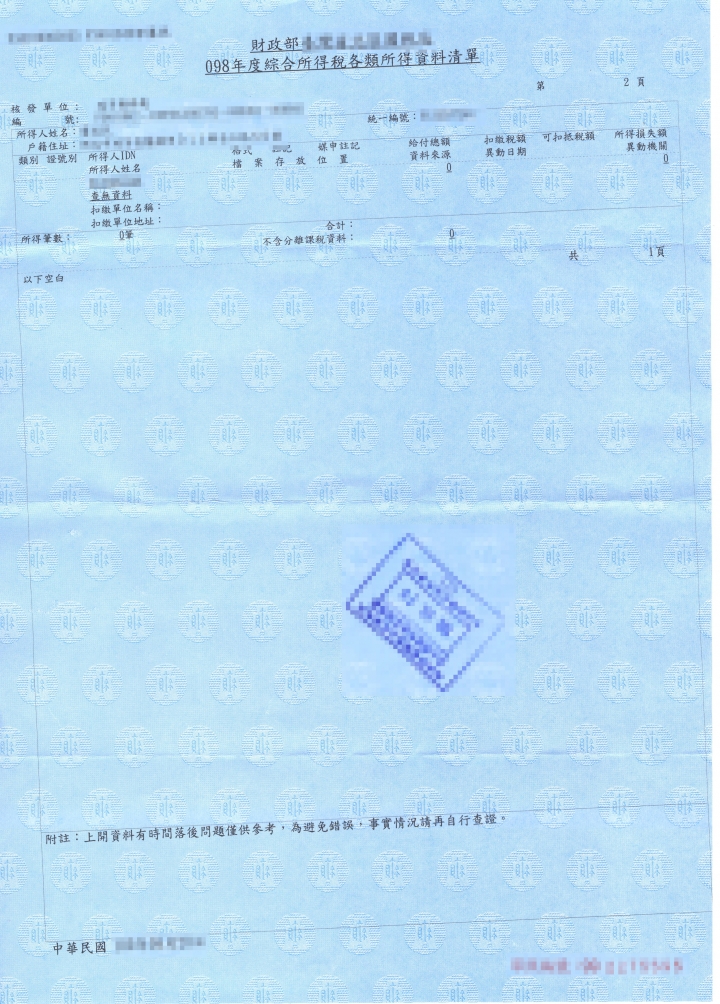 財政部
098年度綜合所得稅各類所得資料清單
第 2 頁
核發單位：
編 號：
統一編號：
所得人姓名：
戶籍住址：
格式 註記 媒申註記 給付總額 扣繳稅額 可扣抵稅額 所得損失額
類別 證號別 所得人IDN 檔案存放位置 資料來源 異動日期 異動機關
所得人姓名 0 0
查無資料
扣繳單位名稱：
扣繳單位地址： 合計：
所得筆數： 0筆 不含分離課稅資料： 0
共 1頁
以下空白
附註：上開資料有時間落後問題僅供參考，為避免錯誤，事實情況請再自行查證。
中華民國